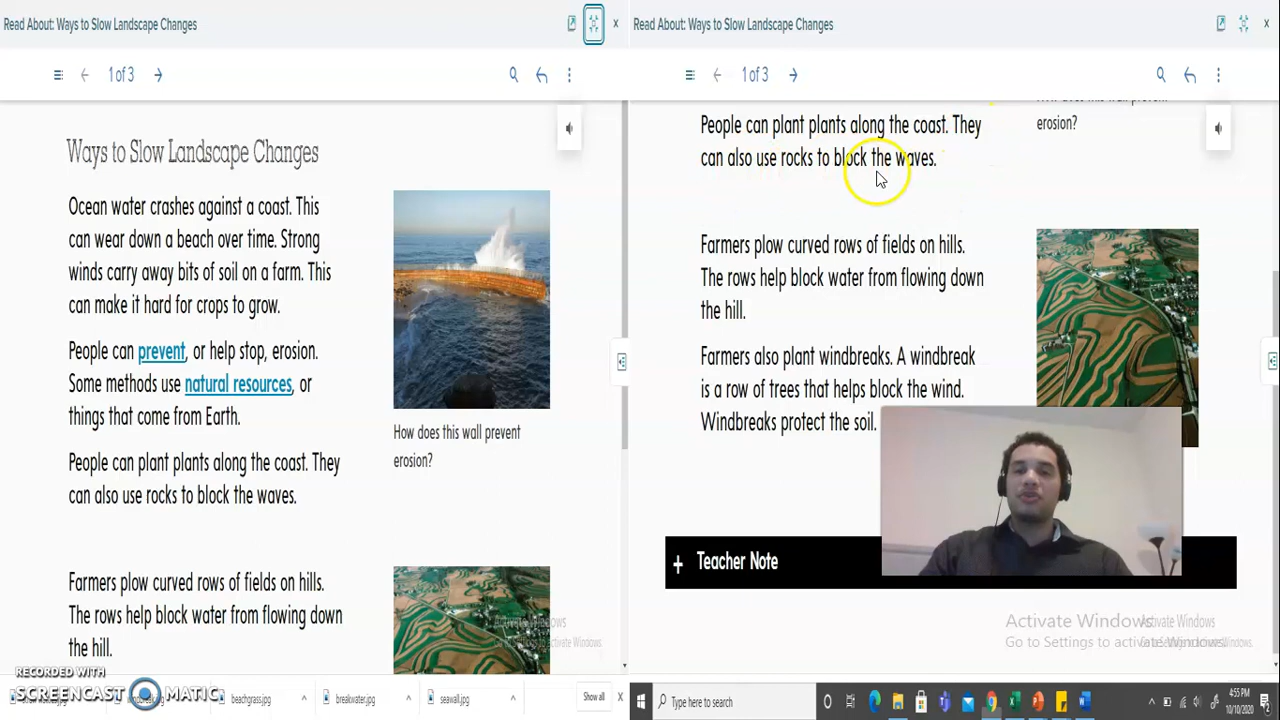 Read About: Ways to Slow Landscape Changes
1 of 3
Ways to Slow Landscape Changes
Ocean water crashes against a coast. This
can wear down a beach over time. Strong
winds carry away bits of soil on a farm. This
can make it hard for crops to grow.
People can prevent, or help stop, erosion.
Some methods use natural resources, or
things that come from Earth.
People can plant plants along the coast. They
can also use rocks to block the waves.
How does this wall prevent
erosion?
Farmers plow curved rows of fields on hills.
The rows help block water from flowing down
the hill.
RECORDED WITH
SCREENCAST MATIC
beachgrass.jpg
breakwater.jpg
seawall.jpg
Show all
Read About: Ways to Slow Landscape Changes
1 of 3
People can plant plants along the coast. They
can also use rocks to block the waves.
erosion?
Farmers plow curved rows of fields on hills.
The rows help block water from flowing down
the hill.
Farmers also plant windbreaks. A windbreak
is a row of trees that helps block the wind.
Windbreaks protect the soil.
+ Teacher Note
Activate Windows
Go to Settings to activate Windows.
Type here to search
4:55 PM
10/10/2020